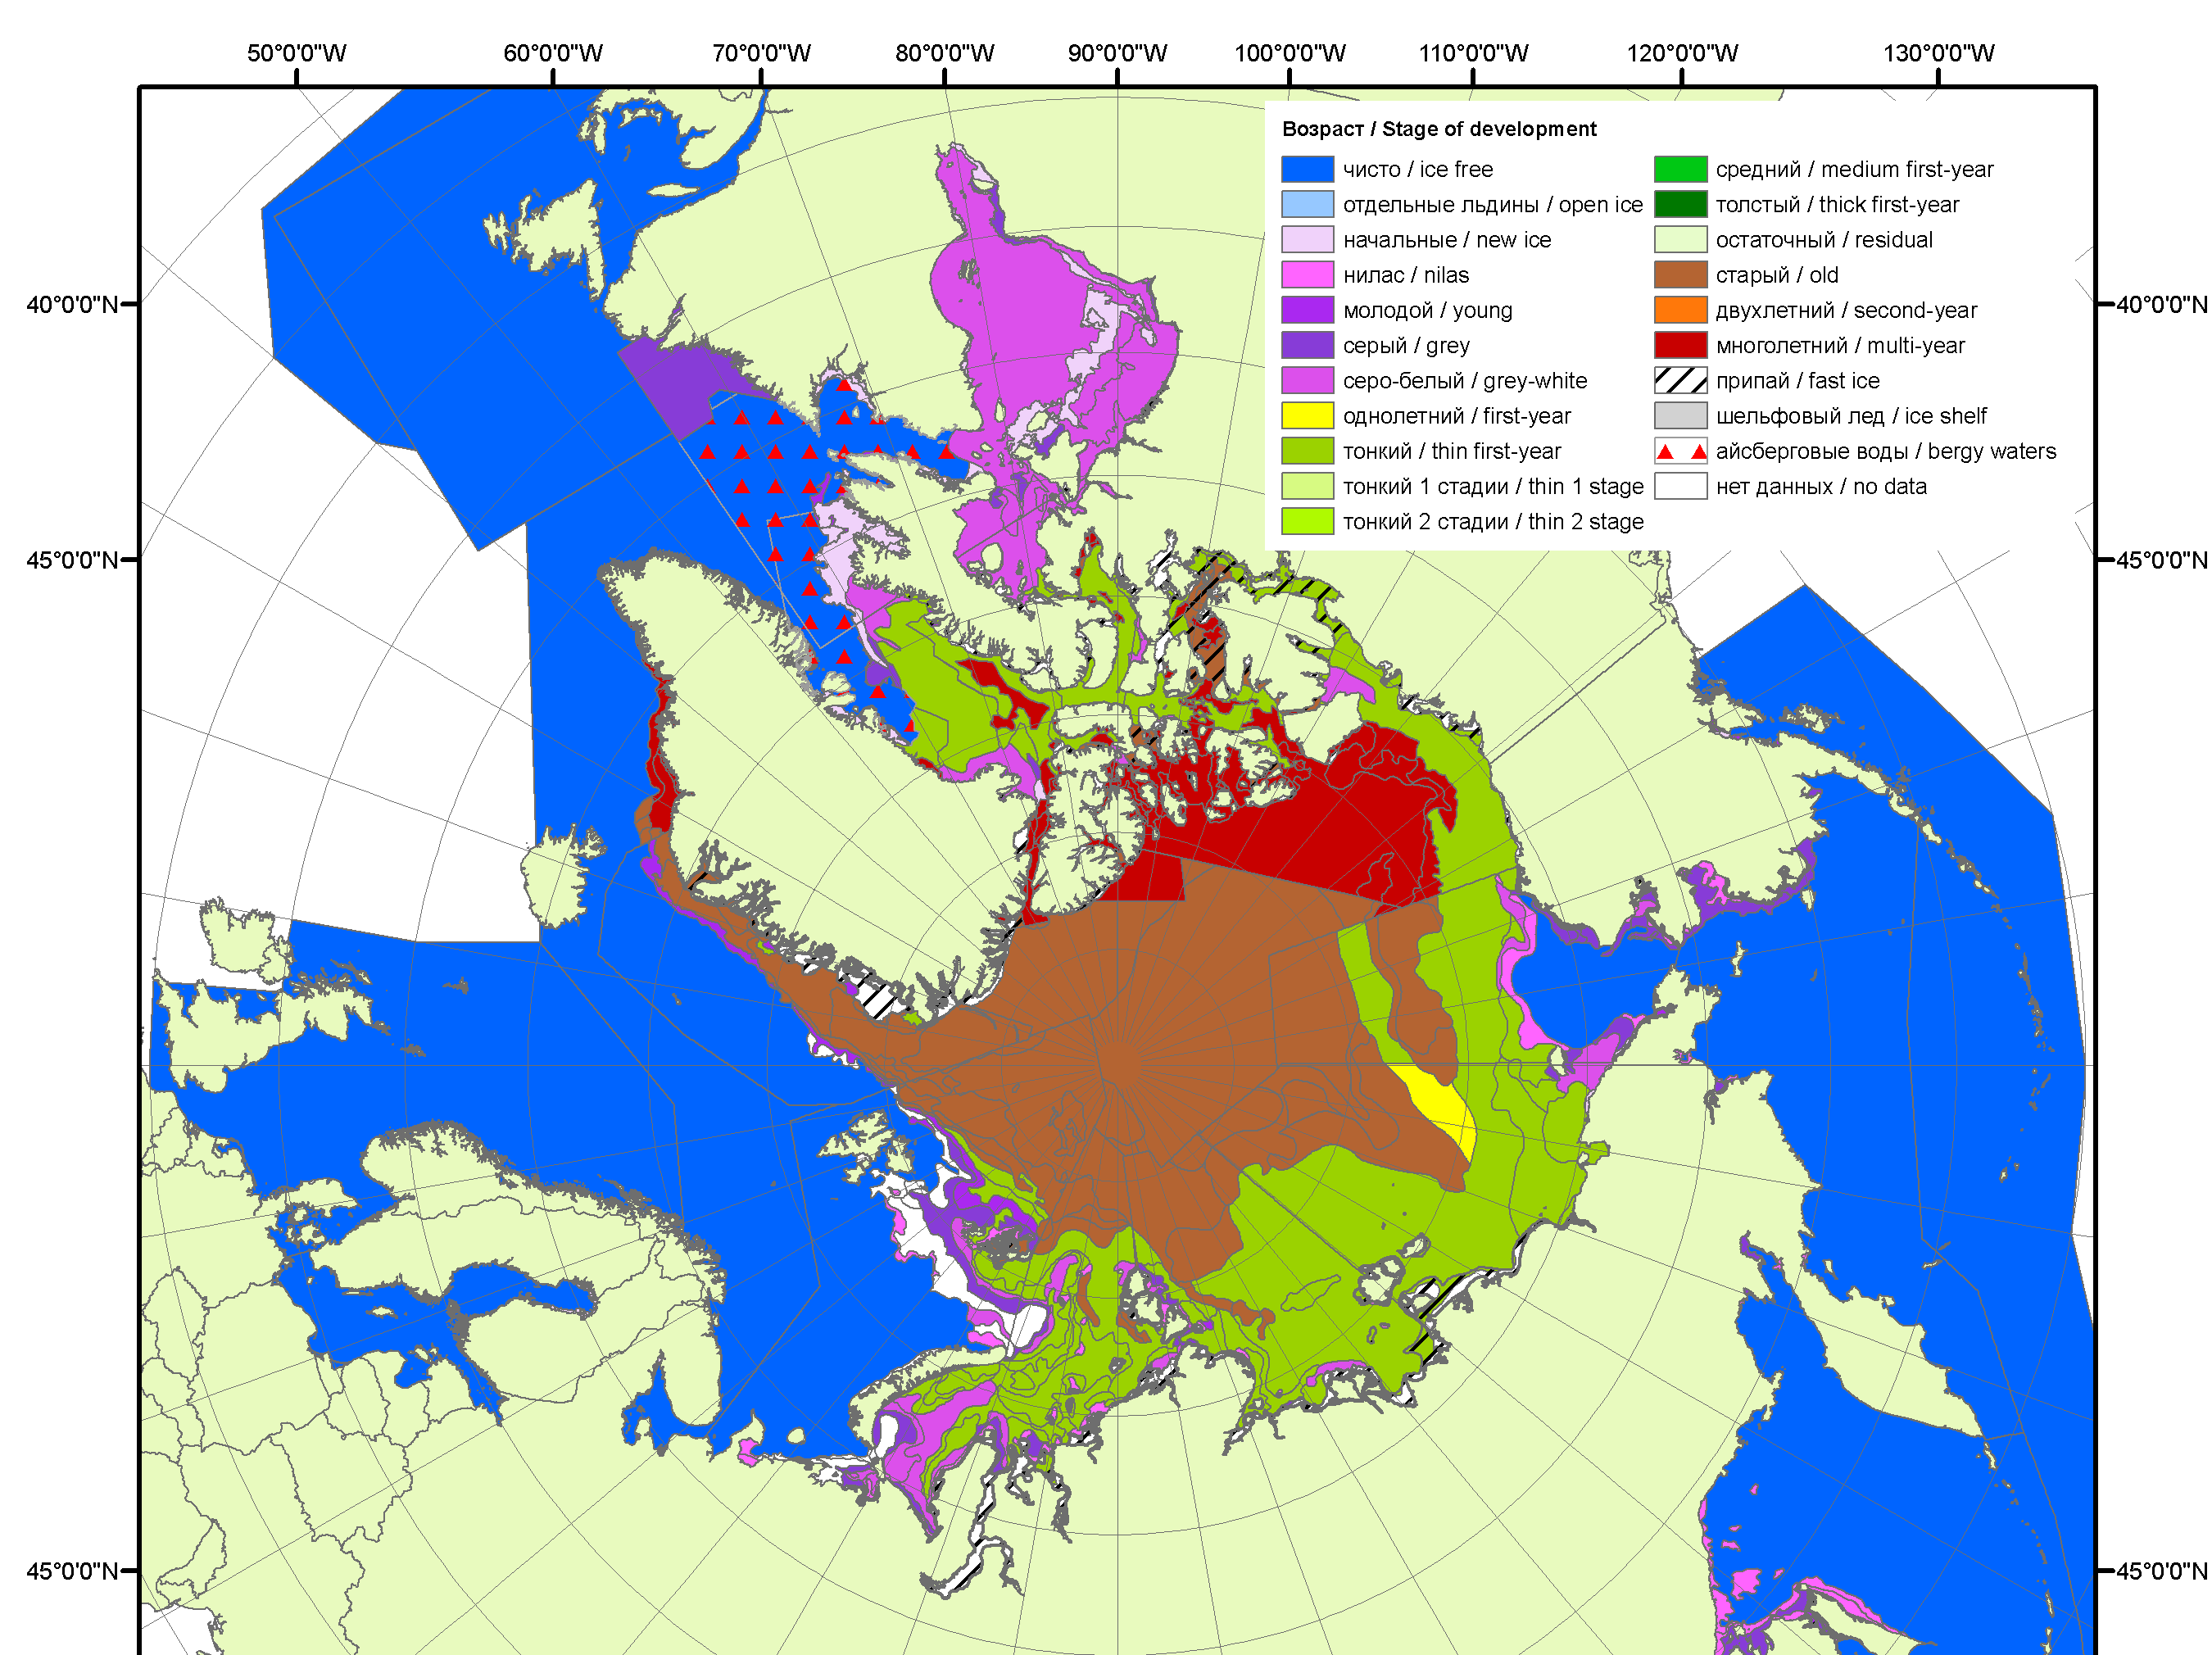 50°0'0"W 60°0'0"W 70°0'0"W 80°0'0"W 90°0'0"W 100°0'0"W 110°0'0"W 120°0'0"W 130°0'0"W
Возраст / Stage of development
чисто / ice free
отдельные льдины / open ice
начальные / new ice
нилас / nilas
молодой / young
серый / grey
серо-белый / grey-white
однолетний / first-year
тонкий / thin first-year
тонкий 1 стадии / thin 1 stage
тонкий 2 стадии / thin 2 stage
средний / medium first-year
толстый / thick first-year
остаточный / residual
старый / old
двухлетний / second-year
многолетний / multi-year
припай / fast ice
шельфовый лед / ice shelf
айсберговые воды / bergy waters
нет данных / no data
40°0'0"N 40°0'0"N
45°0'0"N 45°0'0"N
45°0'0"N 45°0'0"N